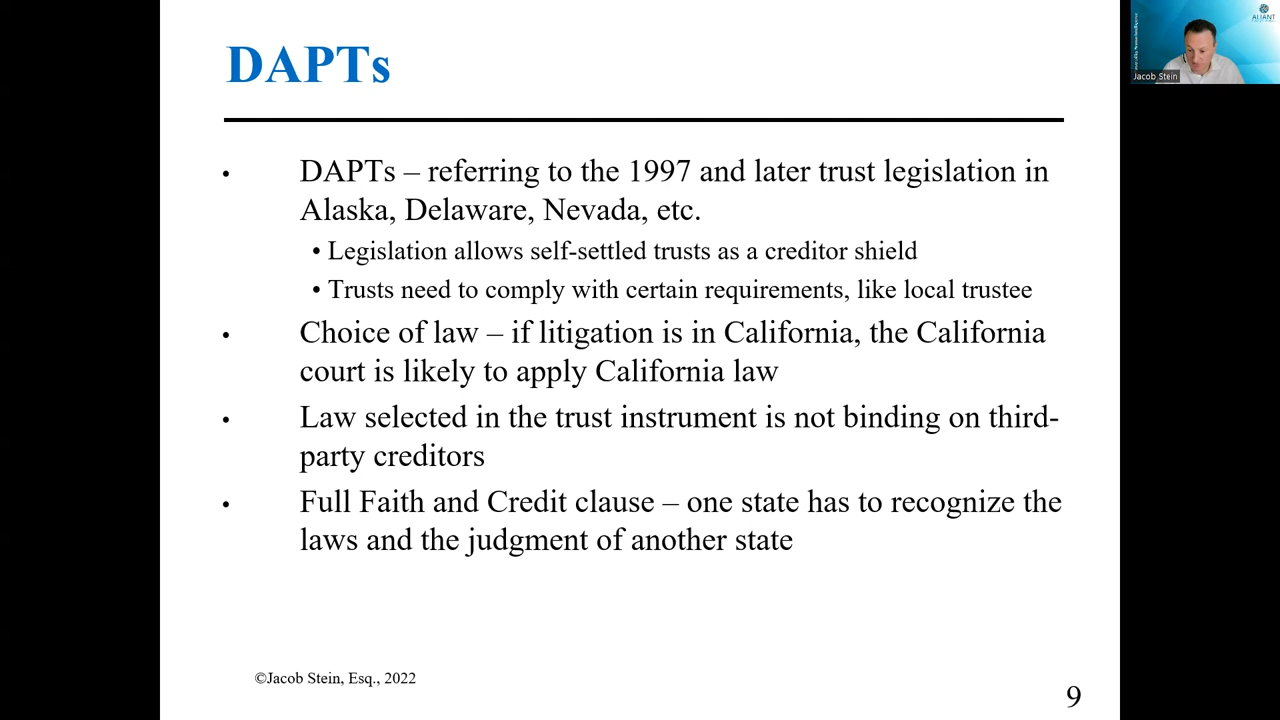 DAPTs
• DAPTs – referring to the 1997 and later trust legislation in
Alaska, Delaware, Nevada, etc.
• Legislation allows self-settled trusts as a creditor shield
• Trusts need to comply with certain requirements, like local trustee
• Choice of law – if litigation is in California, the California
court is likely to apply California law
• Law selected in the trust instrument is not binding on third-
party creditors
• Full Faith and Credit clause – one state has to recognize the
laws and the judgment of another state
©Jacob Stein, Esq., 2022
9
ALIANT
Jacob Stein